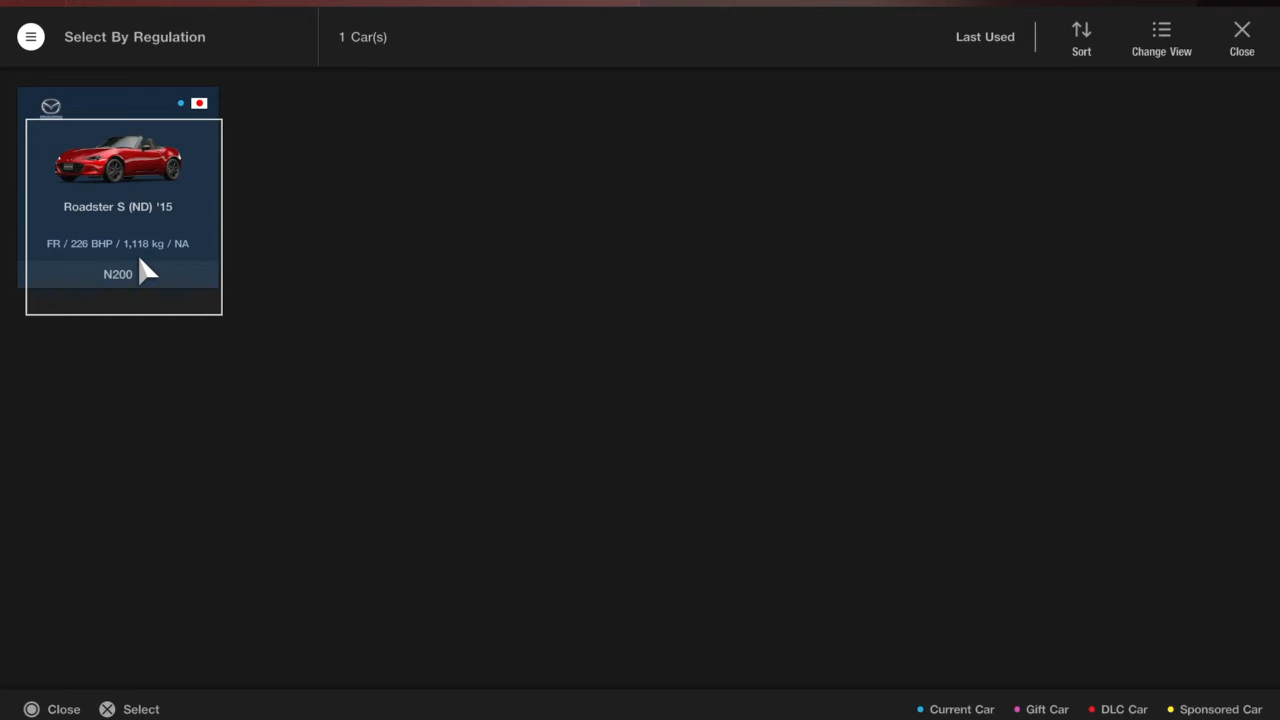 Select By Regulation
1 Car(s)
Last Used
Sort
Change View
Close
Roadster S (ND) '15
FR / 226 BHP / 1,118 kg / NA
N200
Close
Select
Current Car
Gift Car
DLC Car
Sponsored Car